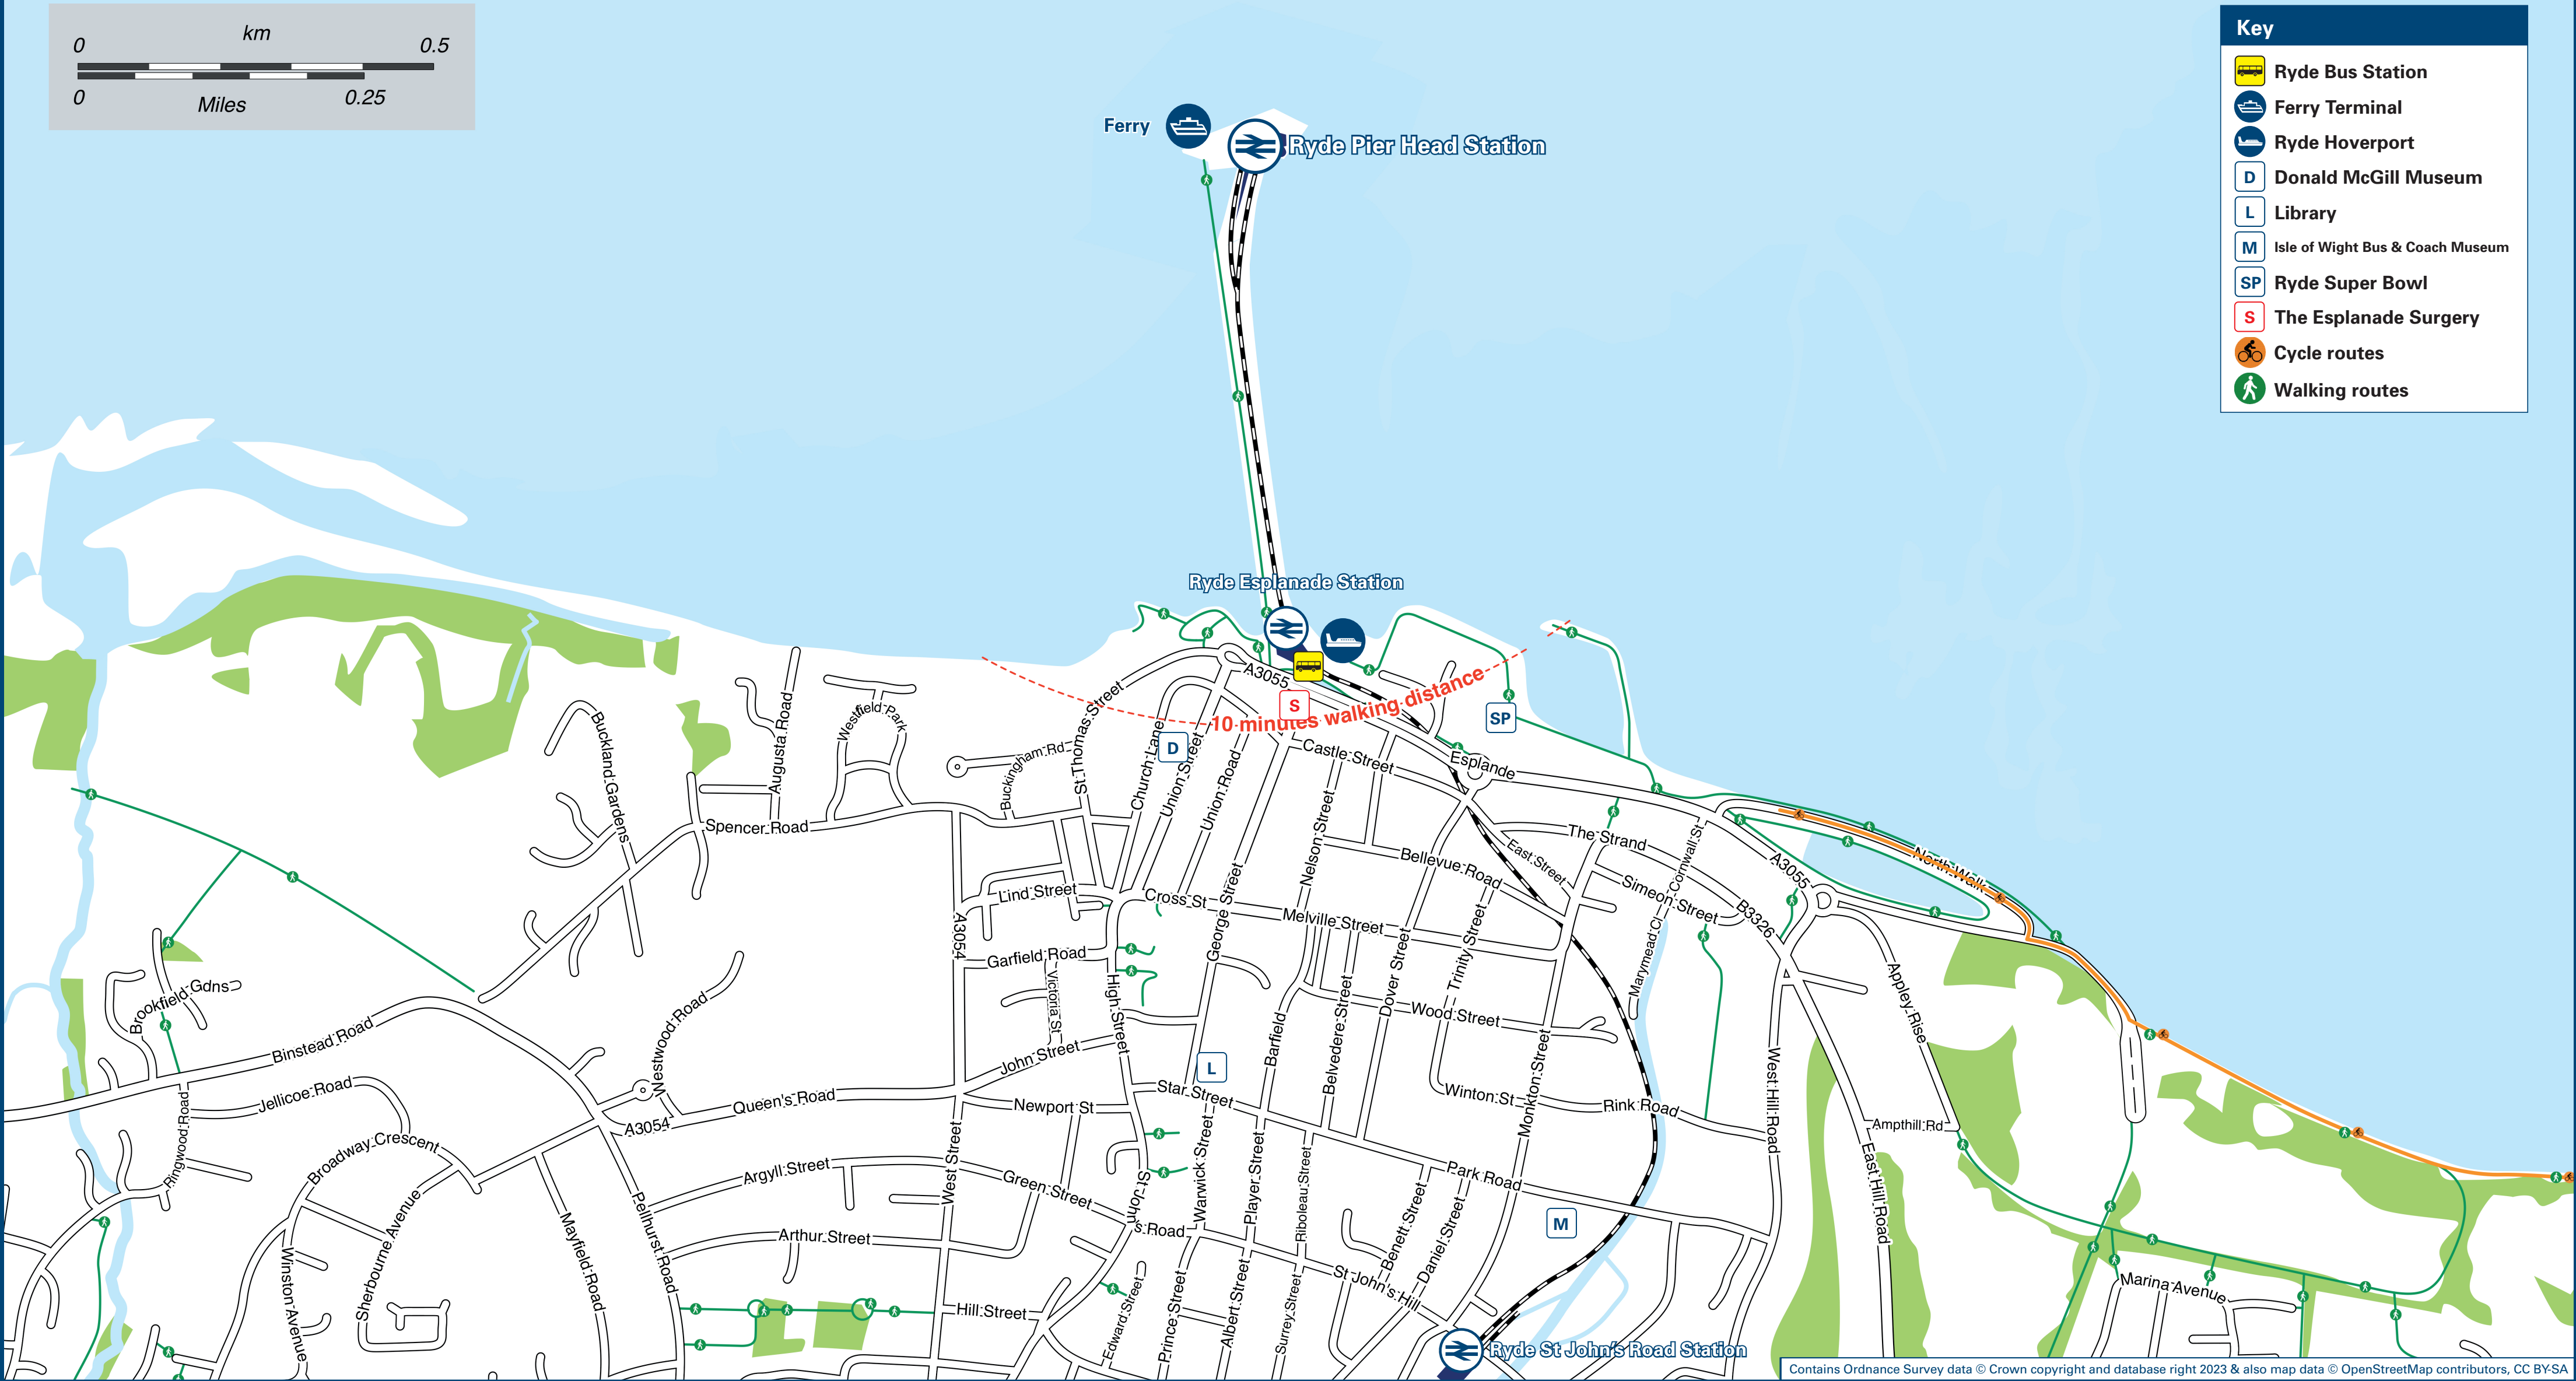 km
0 0.5
0 Miles 0.25
Key
Ryde Bus Station
Ferry Terminal
Ryde Hoverport
D Donald McGill Museum
L Library
M Isle of Wight Bus & Coach Museum
SP Ryde Super Bowl
S The Esplanade Surgery
Cycle routes
Walking routes
Ferry
Ryde Pier Head Station
Ryde Esplanade Station
A3055
S
10 minutes walking distance
SP
D
St Thomas Street
Church Lane
Union Street
Union Road
Castle Street
Esplande
Buckingham Rd
Westfield Park
Augusta Road
Buckland Gardens
Spencer Road
Nelson Street
The Strand
East Street
Cornwall St
Bellevue Road
Simeon Street
B3326
A3055
North Walk
Lind Street
Cross St
George Street
Melville Street
A3054
Garfield Road
Victoria St
High Street
Trinity Street
Dover Street
Marymead Cl
Appley Rise
Brookfield Gdns
Binstead Road
Westwood Road
John Street
Barfield
Belvedere Street
Wood Street
Monkton Street
West Hill Road
L
Star Street
Winton St
Rink Road
Jellicoe Road
Ringwood Road
Queen's Road
A3054
Newport St
Ampthill Rd
East Hill Road
Broadway Crescent
Sherbourne Avenue
Winston Avenue
Mayfield Road
Pellhurst Road
Argyll Street
West Street
Green Street
St John's Road
Warwick Street
Player Street
Riboleau Street
Park Road
Benett Street
Daniel Street
M
Arthur Street
Hill Street
Edward Street
Prince Street
Albert Street
Surrey Street
St John's Hill
Marina Avenue
Ryde St John's Road Station
Contains Ordnance Survey data © Crown copyright and database right 2023 & also map data © OpenStreetMap contributors, CC BY-SA